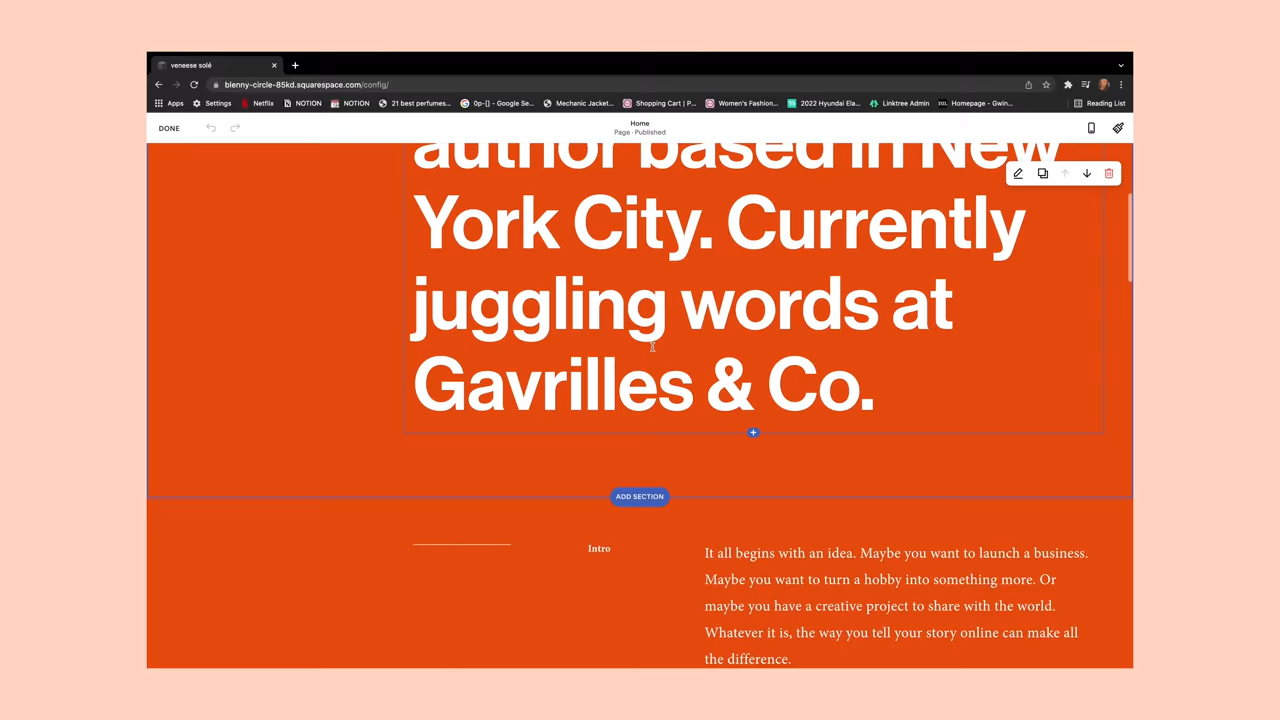 veneese solé
blenny-circle-85kd.squarespace.com/config/
Apps Settings Netflix NOTION NOTION 21 best perfumes... 0p-[] - Google Se... Mechanic Jacket... Shopping Cart | P... Women's Fashion... 2022 Hyundai Ela... Linktree Admin Homepage - Gwin... Reading List
DONE
Home
Page · Published
author based in New
York City. Currently
juggling words at
Gavrilles & Co.
ADD SECTION
Intro
It all begins with an idea. Maybe you want to launch a business.
Maybe you want to turn a hobby into something more. Or
maybe you have a creative project to share with the world.
Whatever it is, the way you tell your story online can make all
the difference.